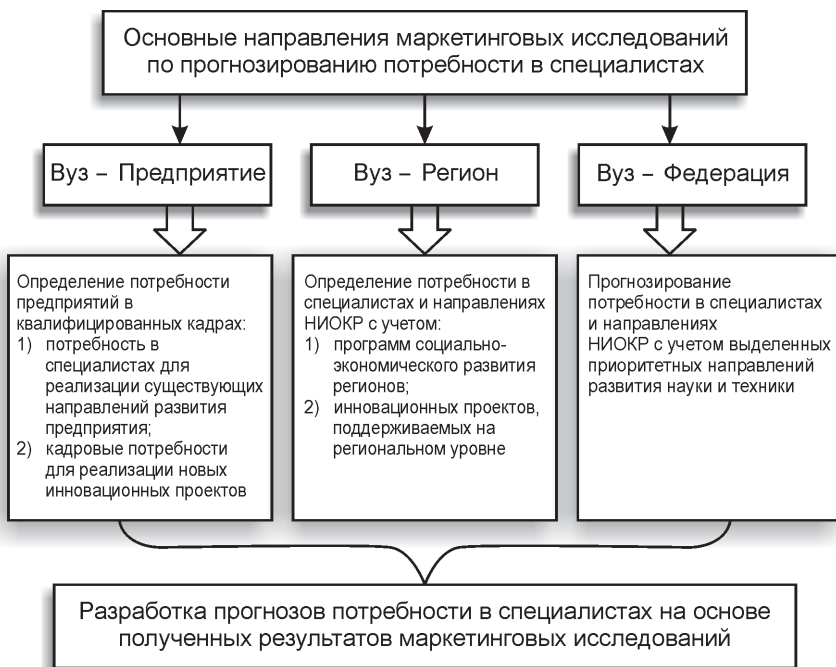 Основные направления маркетинговых исследований
по прогнозированию потребности в специалистах
Вуз – Предприятие
Вуз – Регион
Вуз – Федерация
Определение потребности
предприятий в
квалифицированных кадрах:
1) потребность в
специалистах для
реализации существующих
направлений развития
предприятия;
2) кадровые потребности
для реализации новых
инновационных проектов
Определение потребности в
специалистах и направлениях
НИОКР с учетом:
1) программ социально-
экономического развития
регионов;
2) инновационных проектов,
поддерживаемых на
региональном уровне
Прогнозирование
потребности в специалистах
и направлениях
НИОКР с учетом выделенных
приоритетных направлений
развития науки и техники
Разработка прогнозов потребности в специалистах на основе
полученных результатов маркетинговых исследований